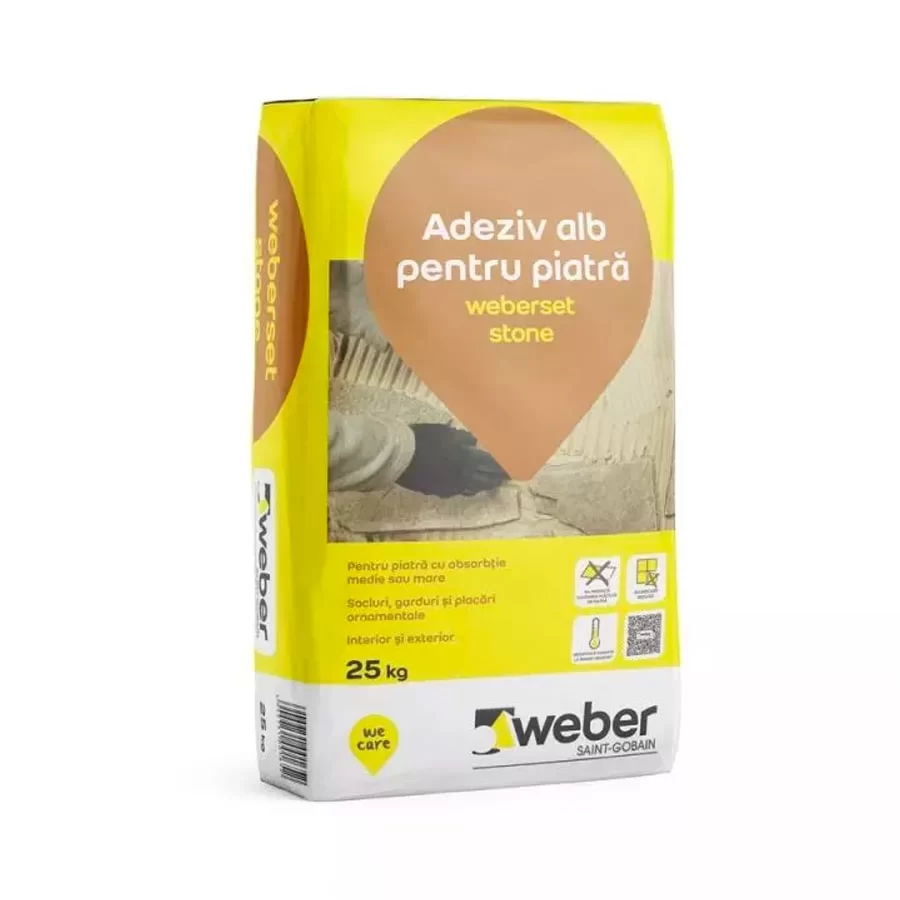 Adeziv alb
pentru piatră
weberset
stone
weberset
stone
Pentru piatră cu absorbție
medie sau mare
Socluri, garduri și placări
ornamentale
Interior și exterior
25 kg
we
care
weber
SAINT-GOBAIN
weber
25 kg